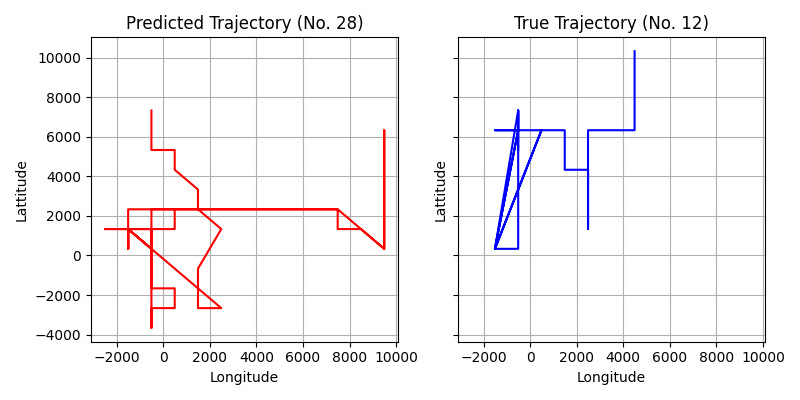 Predicted Trajectory (No. 28)
True Trajectory (No. 12)
10000
8000
6000
4000
2000
0
−2000
−4000
Lattitude
Lattitude
−2000 0 2000 4000 6000 8000 10000
−2000 0 2000 4000 6000 8000 10000
Longitude
Longitude